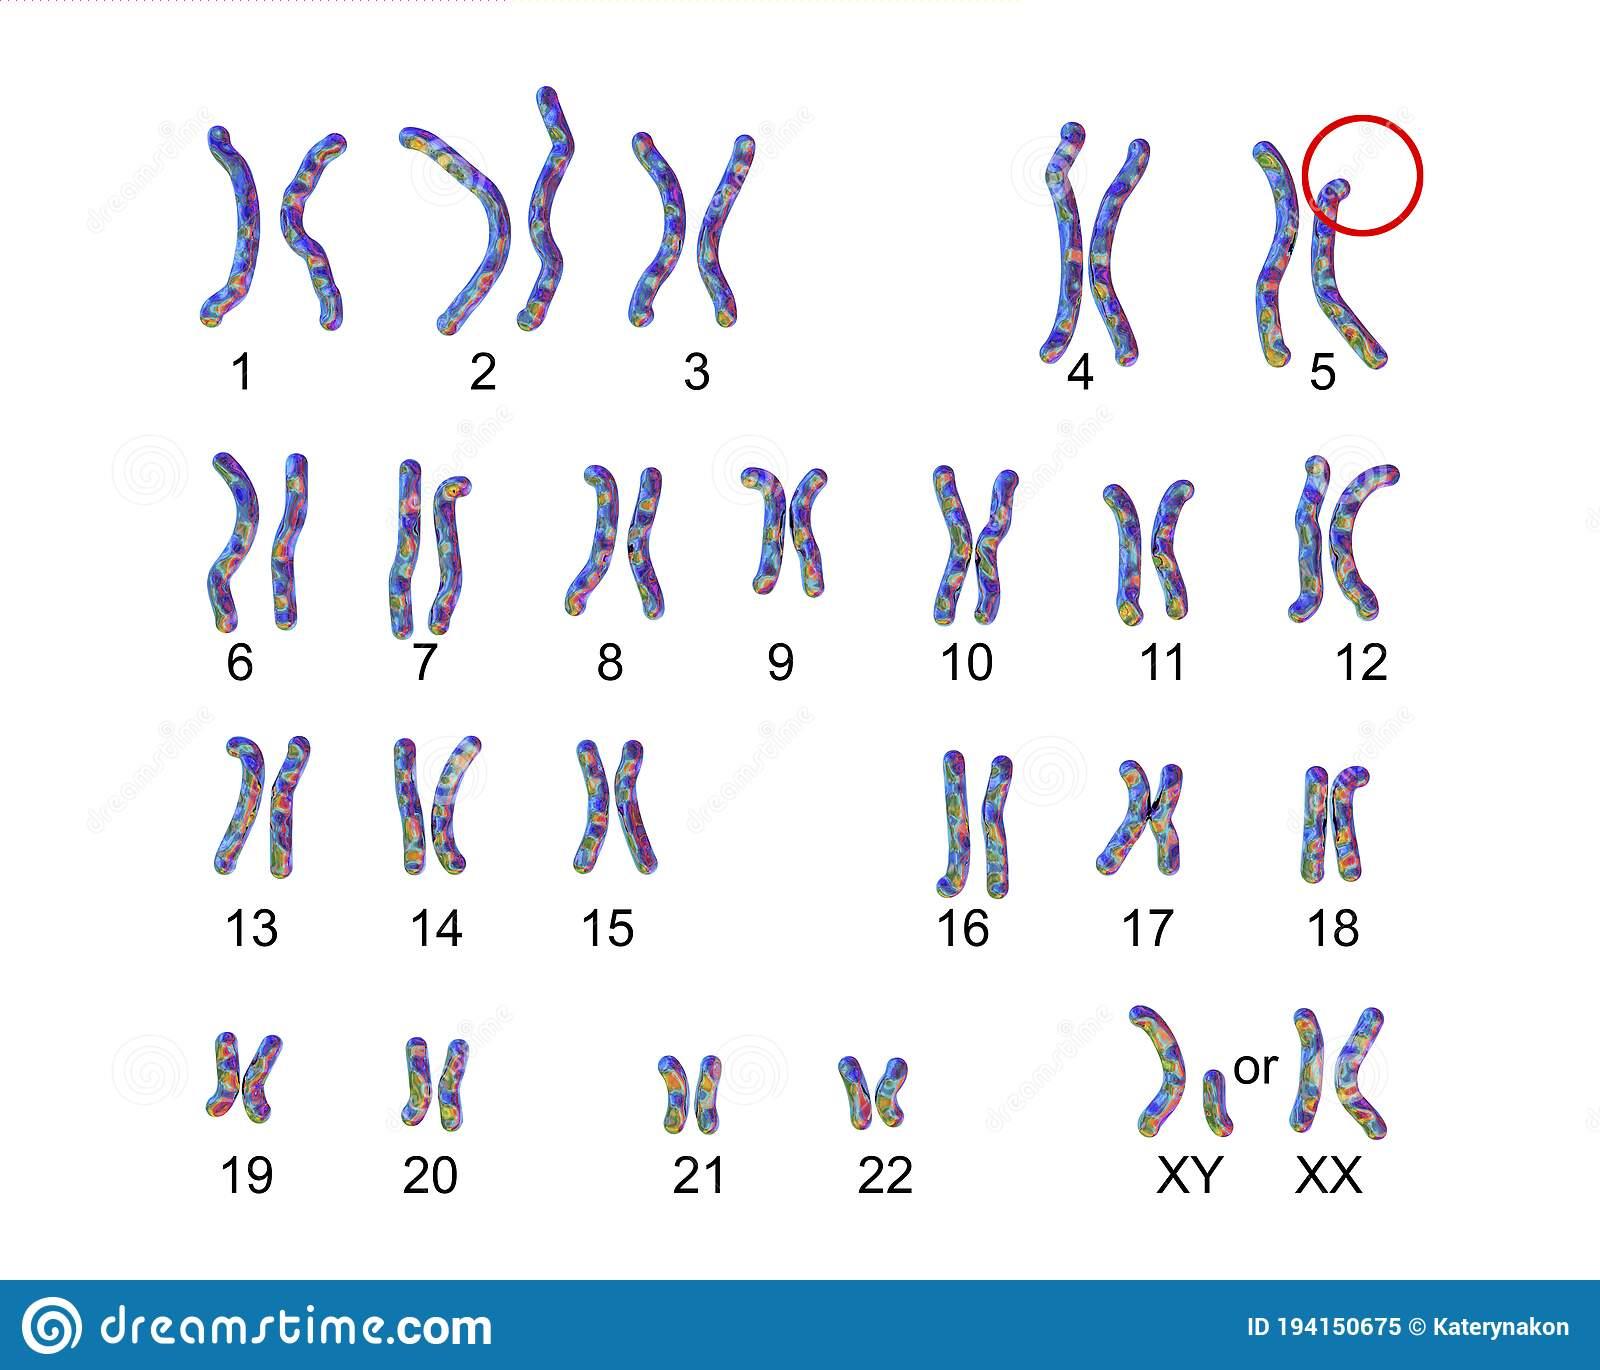 1 2 3 4 5
6 7 8 9 10 11 12
13 14 15 16 17 18
or
19 20 21 22 XY XX
dreamstime.com
ID 194150675 © Katerynakon
dreamstime